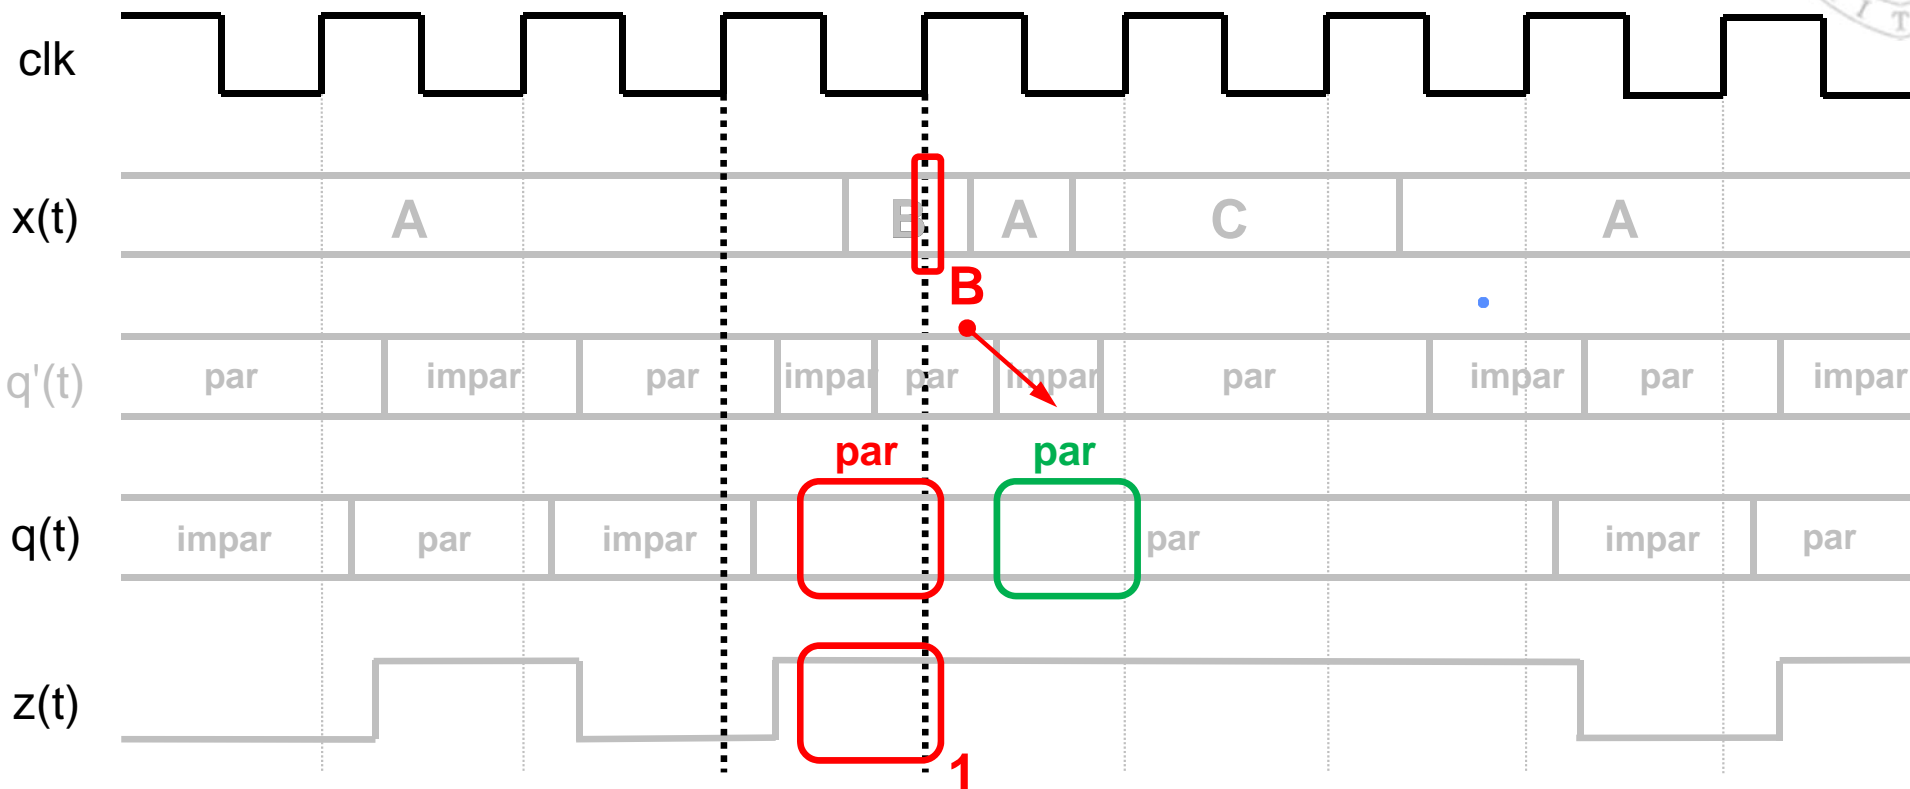 clk
I T
x(t) A B A C A
B
q'(t) par impar par impar par impar par impar par impar
par par
q(t) impar par impar par impar par
z(t)
1